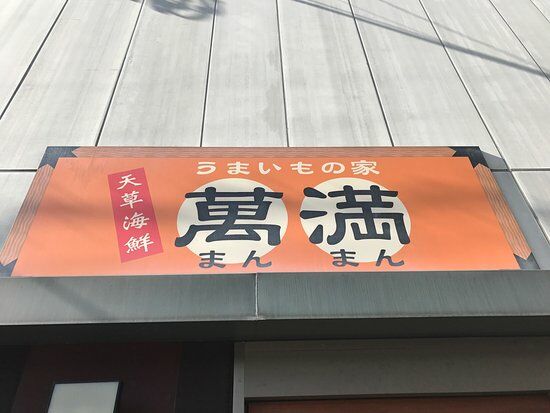 うまいもの家
天草海鮮
萬満
まんまん